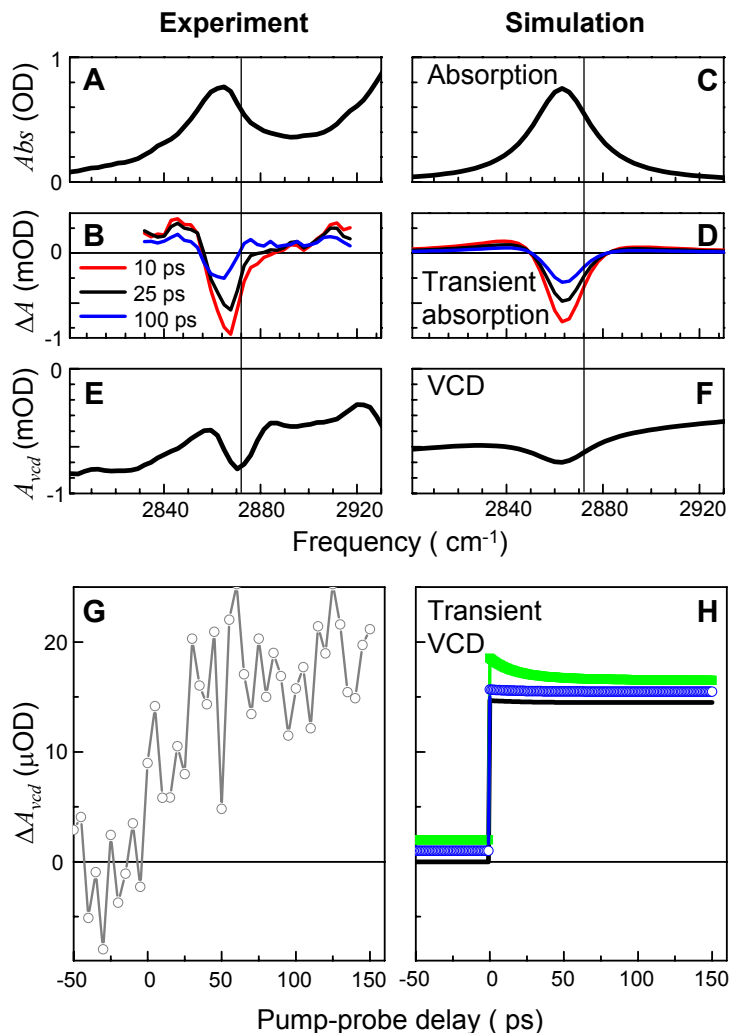 Experiment
Simulation
A
Abs (OD)
1
0
C
Absorption
B
ΔA (mOD)
0
-1
10 ps
25 ps
100 ps
D
Transient
absorption
E
A_vcd (mOD)
0
-1
2840 2880 2920
VCD
F
2840 2880 2920
Frequency ( cm⁻¹)
G
ΔA_vcd (µOD)
20
10
0
-50 0 50 100 150
Transient
VCD
H
-50 0 50 100 150
Pump-probe delay ( ps)